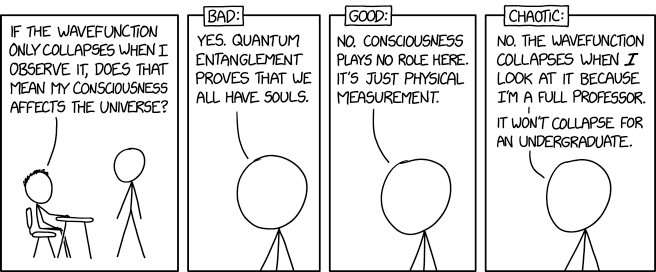 IF THE WAVEFUNCTION
ONLY COLLAPSES WHEN I
OBSERVE IT, DOES THAT
MEAN MY CONSCIOUSNESS
AFFECTS THE UNIVERSE?
BAD:
YES. QUANTUM
ENTANGLEMENT
PROVES THAT WE
ALL HAVE SOULS.
GOOD:
NO. CONSCIOUSNESS
PLAYS NO ROLE HERE.
IT'S JUST PHYSICAL
MEASUREMENT.
CHAOTIC:
NO. THE WAVEFUNCTION
COLLAPSES WHEN I
LOOK AT IT BECAUSE
I'M A FULL PROFESSOR.
IT WON'T COLLAPSE FOR
AN UNDERGRADUATE.